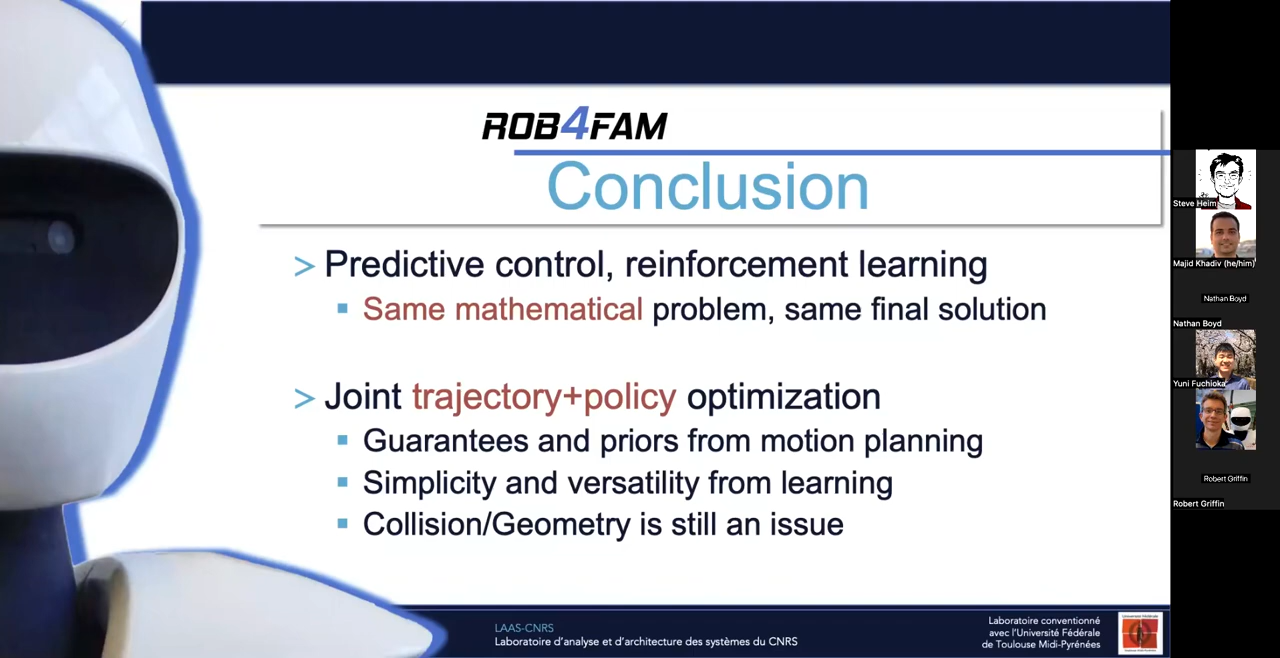 ROB4FAM
Conclusion
> Predictive control, reinforcement learning
▪ Same mathematical problem, same final solution
> Joint trajectory+policy optimization
▪ Guarantees and priors from motion planning
▪ Simplicity and versatility from learning
▪ Collision/Geometry is still an issue
LAAS-CNRS
Laboratoire d'analyse et d'architecture des systèmes du CNRS
Laboratoire conventionné
avec l'Université Fédérale
de Toulouse Midi-Pyrénées
Steve Heim
Majid Khadiv (he/him)
Nathan Boyd
Nathan Boyd
Yuni Fuchioka
Robert Griffin
Robert Griffin